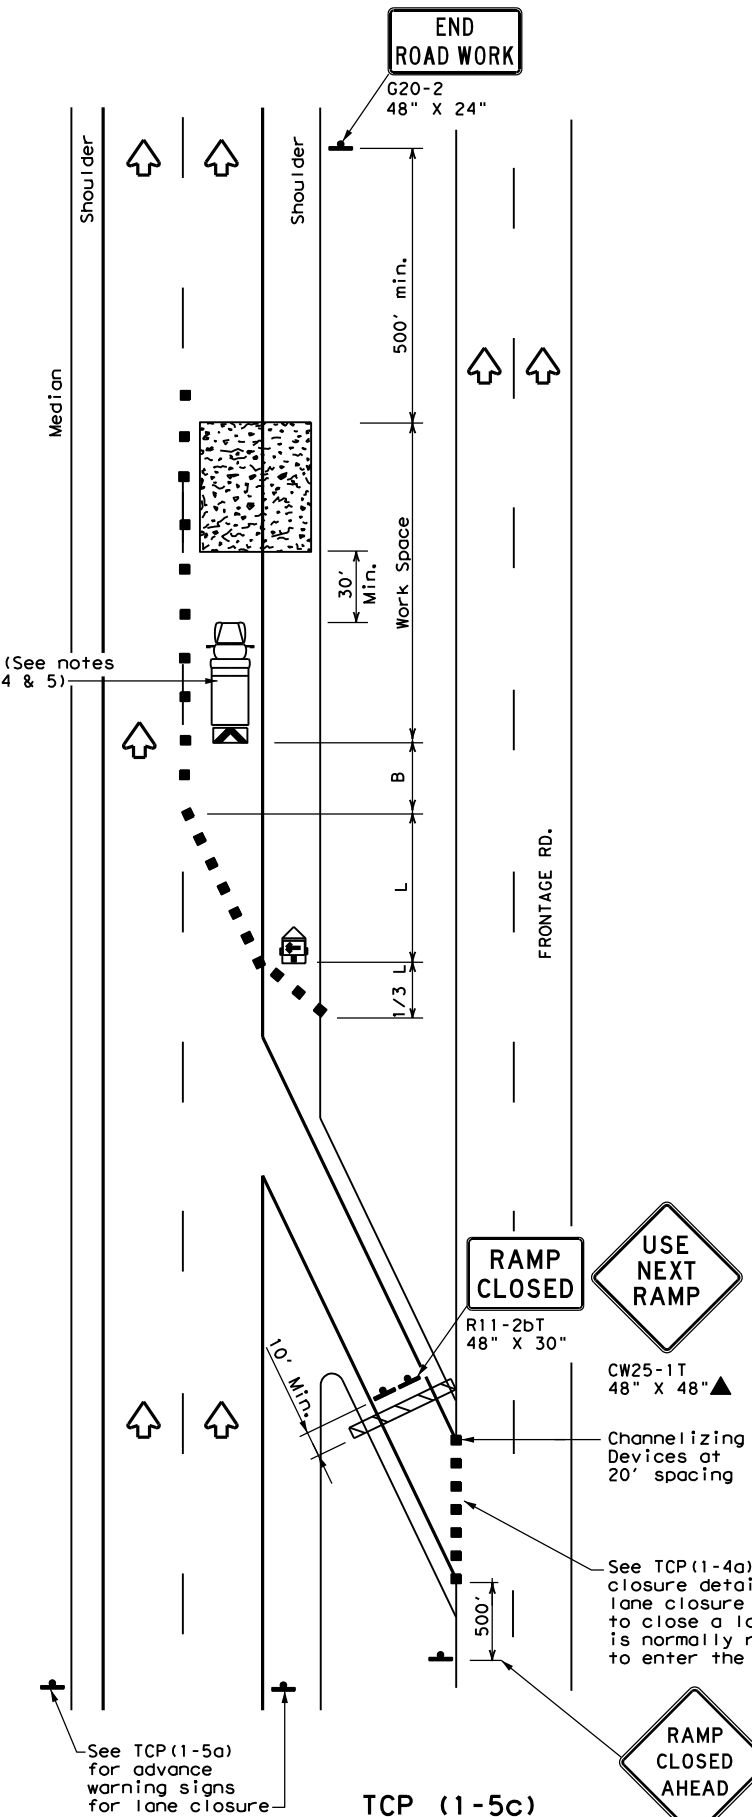 END
ROAD WORK
G20-2
48" X 24"
Shoulder
Shoulder
500' min.
Median
Work Space
30'
Min.
(See notes
4 & 5)
B
L
1/3 L
FRONTAGE RD.
RAMP
CLOSED
R11-2bT
48" X 30"
USE
NEXT
RAMP
CW25-1T
48" X 48"
10' Min.
Channelizing
Devices at
20' spacing
See TCP(1-4a)
closure
lane closure
to close a
is normally
to enter the
500'
See TCP(1-5a)
for advance
warning signs
for lane closure
RAMP
CLOSED
AHEAD
TCP (1-5c)